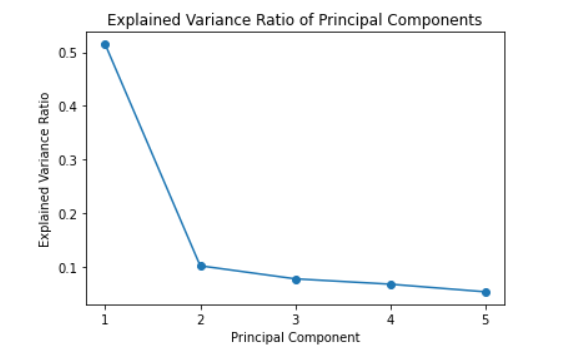 Explained Variance Ratio of Principal Components
Explained Variance Ratio
0.5
0.4
0.3
0.2
0.1
1 2 3 4 5
Principal Component